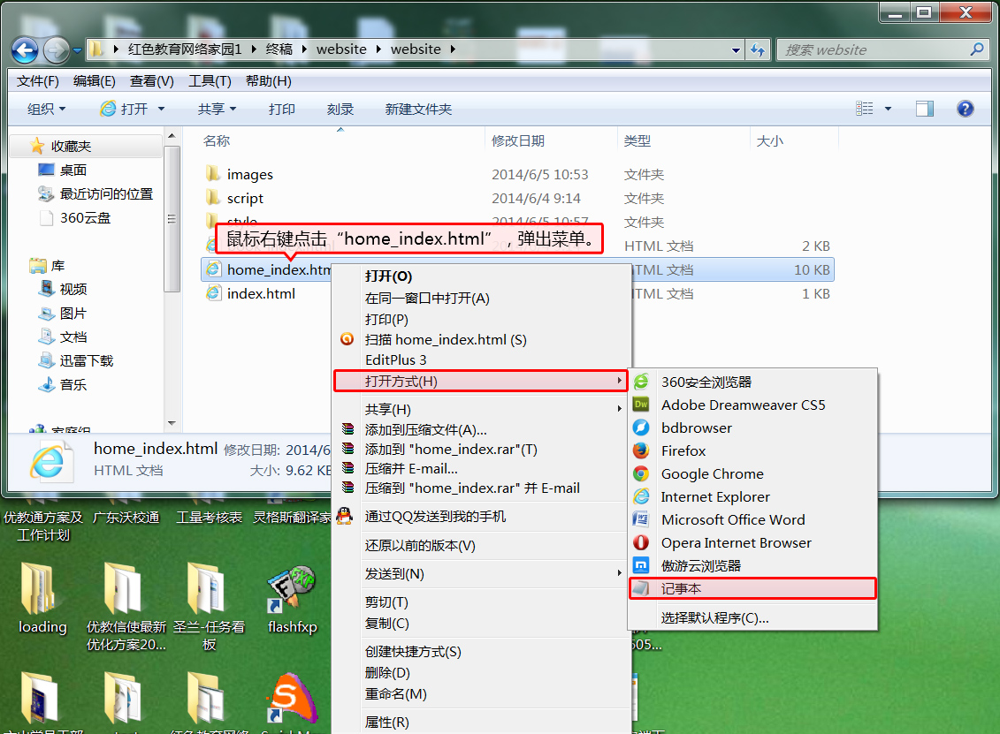 红色教育网络家园1 终稿 website website
搜索 website
文件(F) 编辑(E) 查看(V) 工具(T) 帮助(H)
组织 打开 共享 打印 刻录 新建文件夹
名称 修改日期 类型 大小
收藏夹
桌面
最近访问的位置
360云盘
库
视频
图片
文档
迅雷下载
音乐
家庭组
images 2014/6/5 10:53 文件夹
script 2014/6/4 9:14 文件夹
style 2014/6/5 10:57 文件夹
鼠标右键点击“home_index.html”，弹出菜单。
HTML 文档 2 KB
home_index.htm HTML 文档 10 KB
index.html HTML 文档 1 KB
home_index.html 修改日期: 2014/6
HTML 文档 大小: 9.62 KB
打开(O)
在同一窗口中打开(A)
打印(P)
扫描 home_index.html (S)
EditPlus 3
打开方式(H)
共享(H)
添加到压缩文件(A)...
添加到 "home_index.rar"(T)
压缩并 E-mail...
压缩到 "home_index.rar" 并 E-mail
通过QQ发送到我的手机
还原以前的版本(V)
发送到(N)
剪切(T)
复制(C)
创建快捷方式(S)
删除(D)
重命名(M)
属性(R)
360安全浏览器
Dw
Adobe Dreamweaver CS5
bdbrowser
Firefox
Google Chrome
Internet Explorer
Microsoft Office Word
Opera Internet Browser
傲游云浏览器
记事本
选择默认程序(C)...
优教通方案及
工作计划
广东沃校通
工量考核表
灵格斯翻译家
loading
优教信使最新
优化方案20...
圣兰-任务看
板
flashfxp
505...
红色教育网络